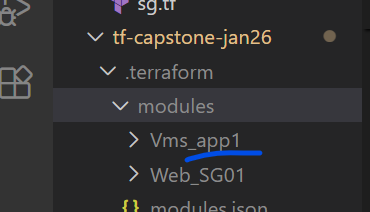 sg.tf
tf-capstone-jan26
.terraform
modules
Vms_app1
Web_SG01
{} modules.json